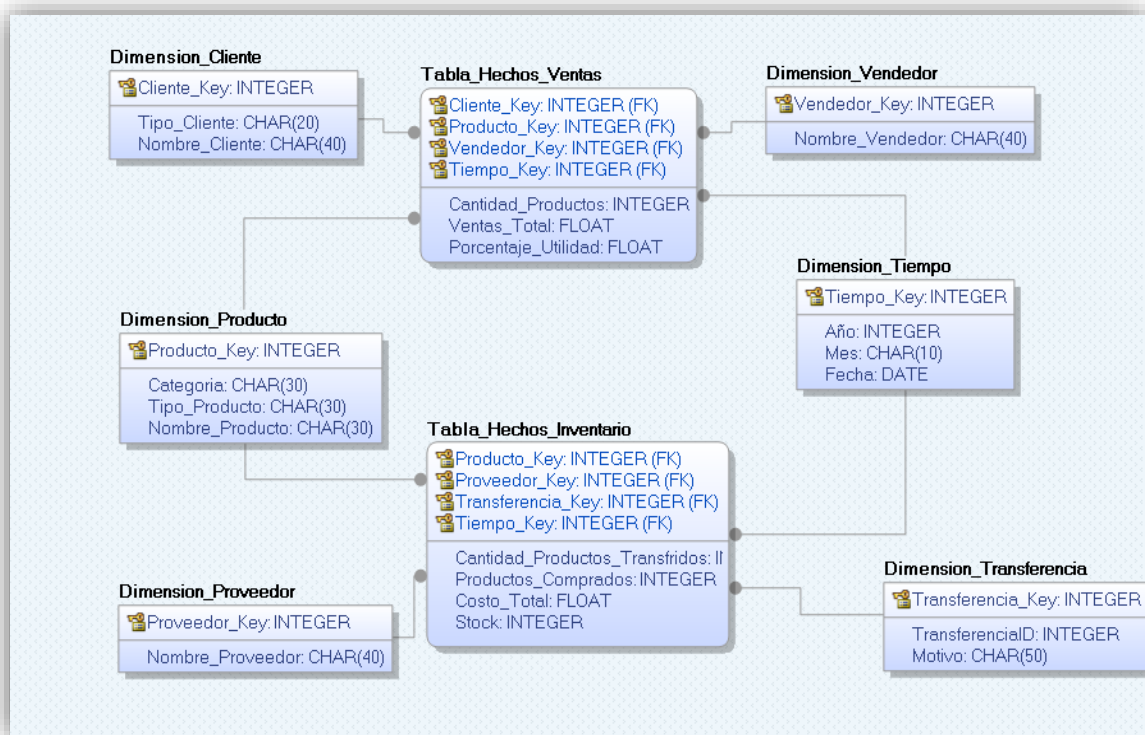 Dimension_Cliente
Cliente_Key: INTEGER
Tipo_Cliente: CHAR(20)
Nombre_Cliente: CHAR(40)
Tabla_Hechos_Ventas
Cliente_Key: INTEGER (FK)
Producto_Key: INTEGER (FK)
Vendedor_Key: INTEGER (FK)
Tiempo_Key: INTEGER (FK)
Cantidad_Productos: INTEGER
Ventas_Total: FLOAT
Porcentaje_Utilidad: FLOAT
Dimension_Vendedor
Vendedor_Key: INTEGER
Nombre_Vendedor: CHAR(40)
Dimension_Tiempo
Tiempo_Key: INTEGER
Año: INTEGER
Mes: CHAR(10)
Fecha: DATE
Dimension_Producto
Producto_Key: INTEGER
Categoria: CHAR(30)
Tipo_Producto: CHAR(30)
Nombre_Producto: CHAR(30)
Tabla_Hechos_Inventario
Producto_Key: INTEGER (FK)
Proveedor_Key: INTEGER (FK)
Transferencia_Key: INTEGER (FK)
Tiempo_Key: INTEGER (FK)
Cantidad_Productos_Transfridos:
Productos_Comprados: INTEGER
Costo_Total: FLOAT
Stock: INTEGER
Dimension_Proveedor
Proveedor_Key: INTEGER
Nombre_Proveedor: CHAR(40)
Dimension_Transferencia
Transferencia_Key: INTEGER
TransferenciaID: INTEGER
Motivo: CHAR(50)